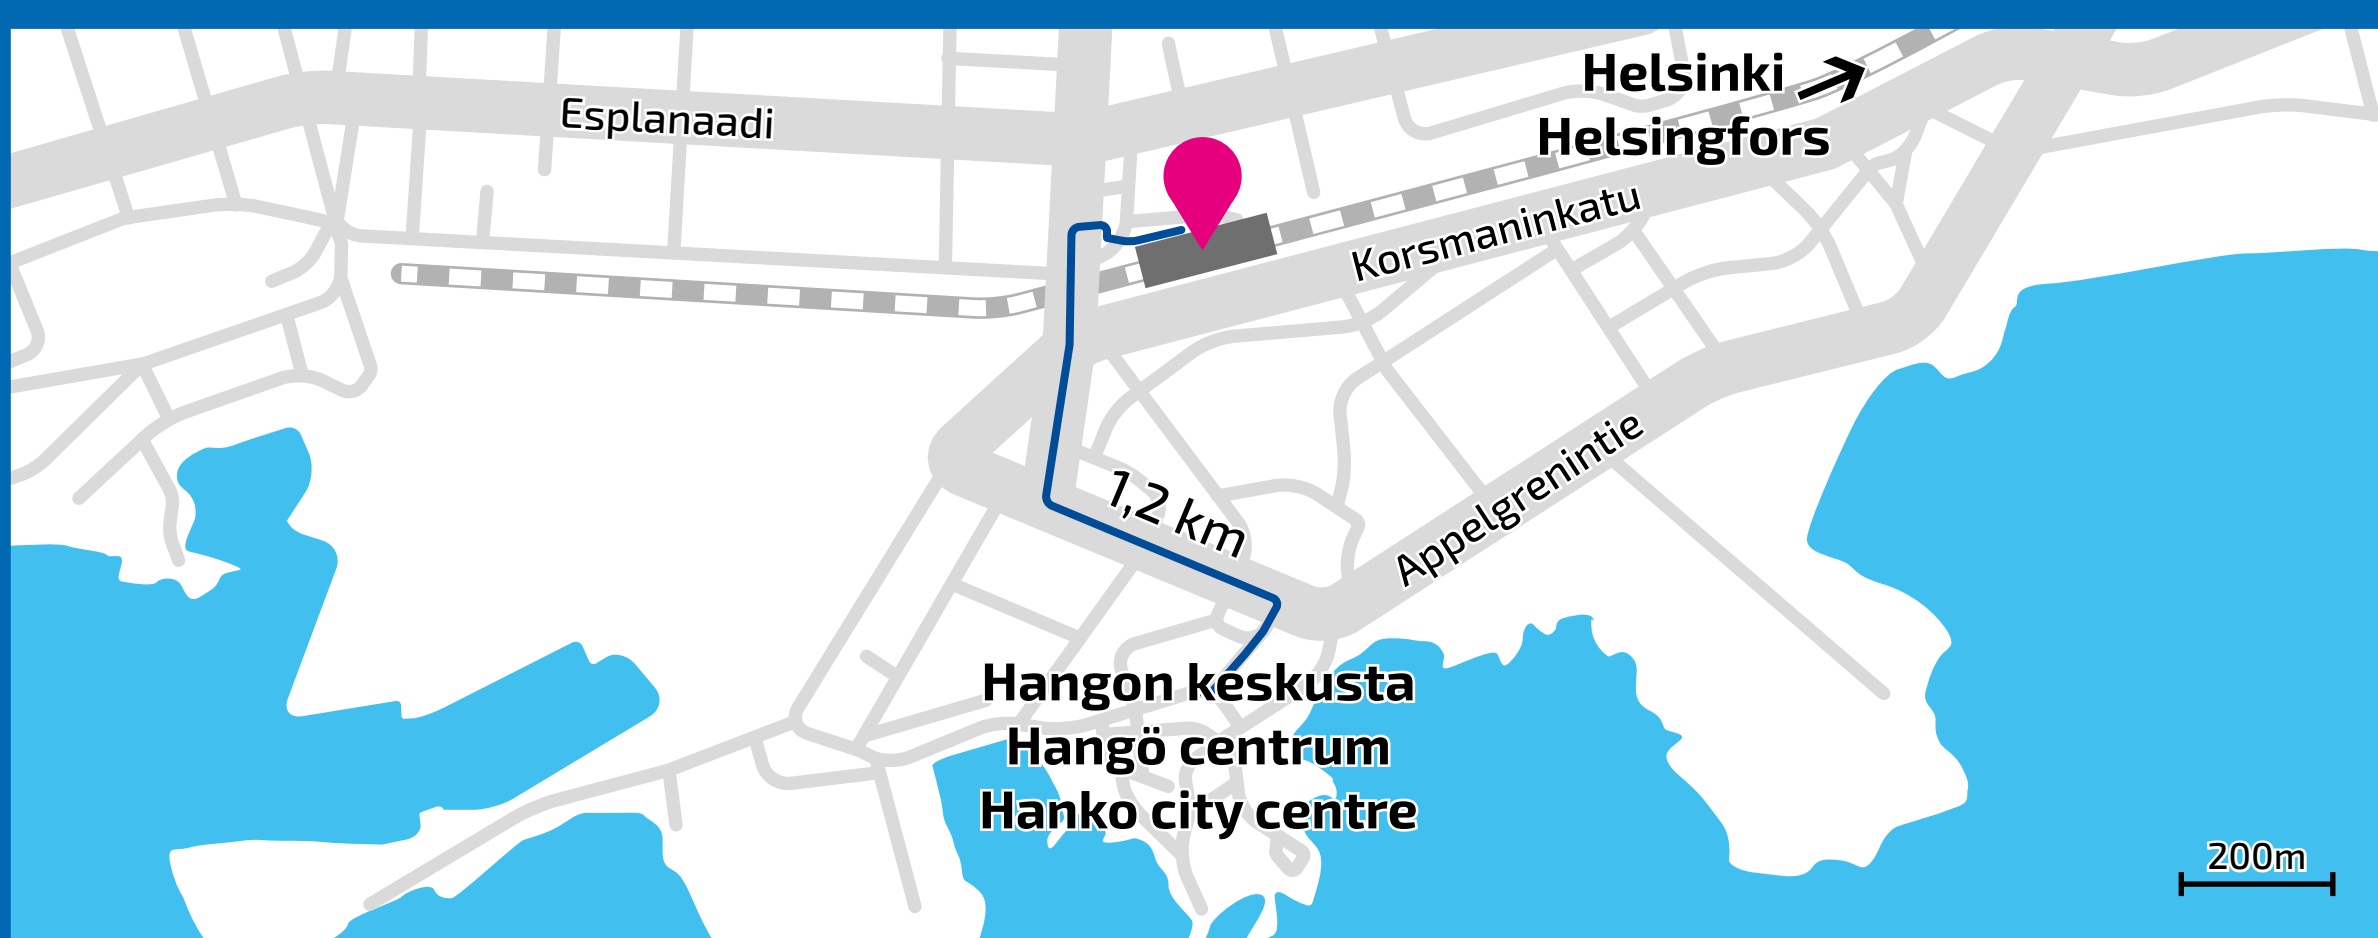 Helsinki
Helsingfors
Esplanaadi
Korsmaninkatu
Appelgrenintie
1,2 km
Hangon keskusta
Hangö centrum
Hanko city centre
200m